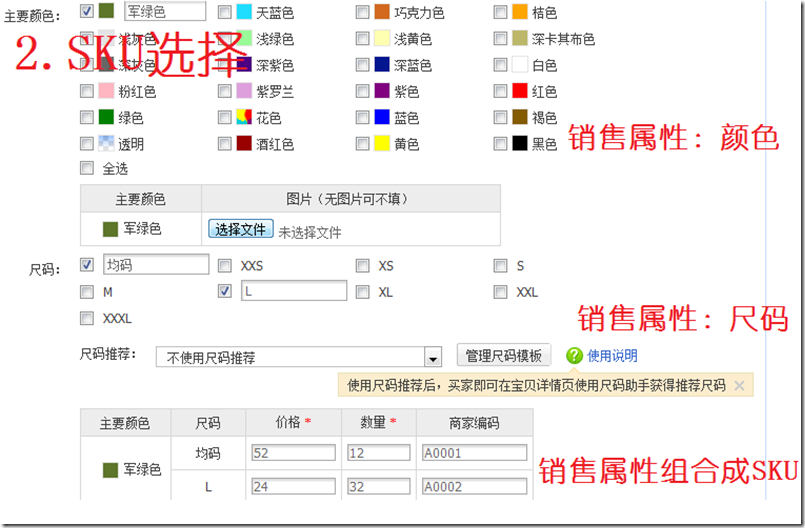 主要颜色: 军绿色 天蓝色 巧克力色 桔色
浅灰色 浅绿色 浅黄色 深卡其布色
2.SKU选择
深灰色 深紫色 深蓝色 白色
粉红色 紫罗兰 紫色 红色
绿色 花色 蓝色 褐色
销售属性: 颜色
透明 酒红色 黄色 黑色
全选
主要颜色 图片（无图片可不填）
军绿色 选择文件 未选择文件
尺码: 均码 XXS XS S
M L XL XXL
XXXL
销售属性: 尺码
尺码推荐: 不使用尺码推荐 管理尺码模板 ? 使用说明
使用尺码推荐后，买家即可在宝贝详情页使用尺码助手获得推荐尺码
主要颜色 尺码 价格 * 数量 * 商家编码
军绿色 均码 52 12 A0001
L 24 32 A0002
销售属性组合成SKU